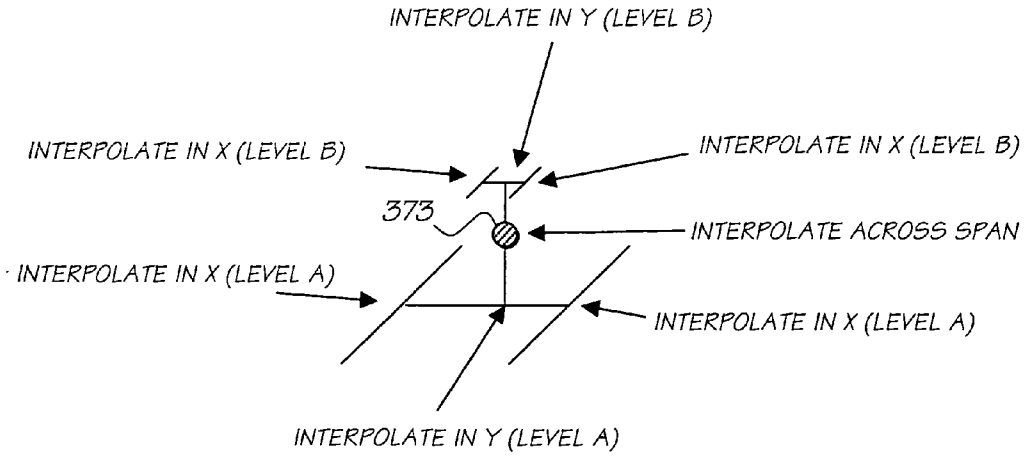 INTERPOLATE IN Y (LEVEL B)
INTERPOLATE IN X (LEVEL B)
INTERPOLATE IN X (LEVEL B)
373
INTERPOLATE ACROSS SPAN
INTERPOLATE IN X (LEVEL A)
INTERPOLATE IN X (LEVEL A)
INTERPOLATE IN Y (LEVEL A)